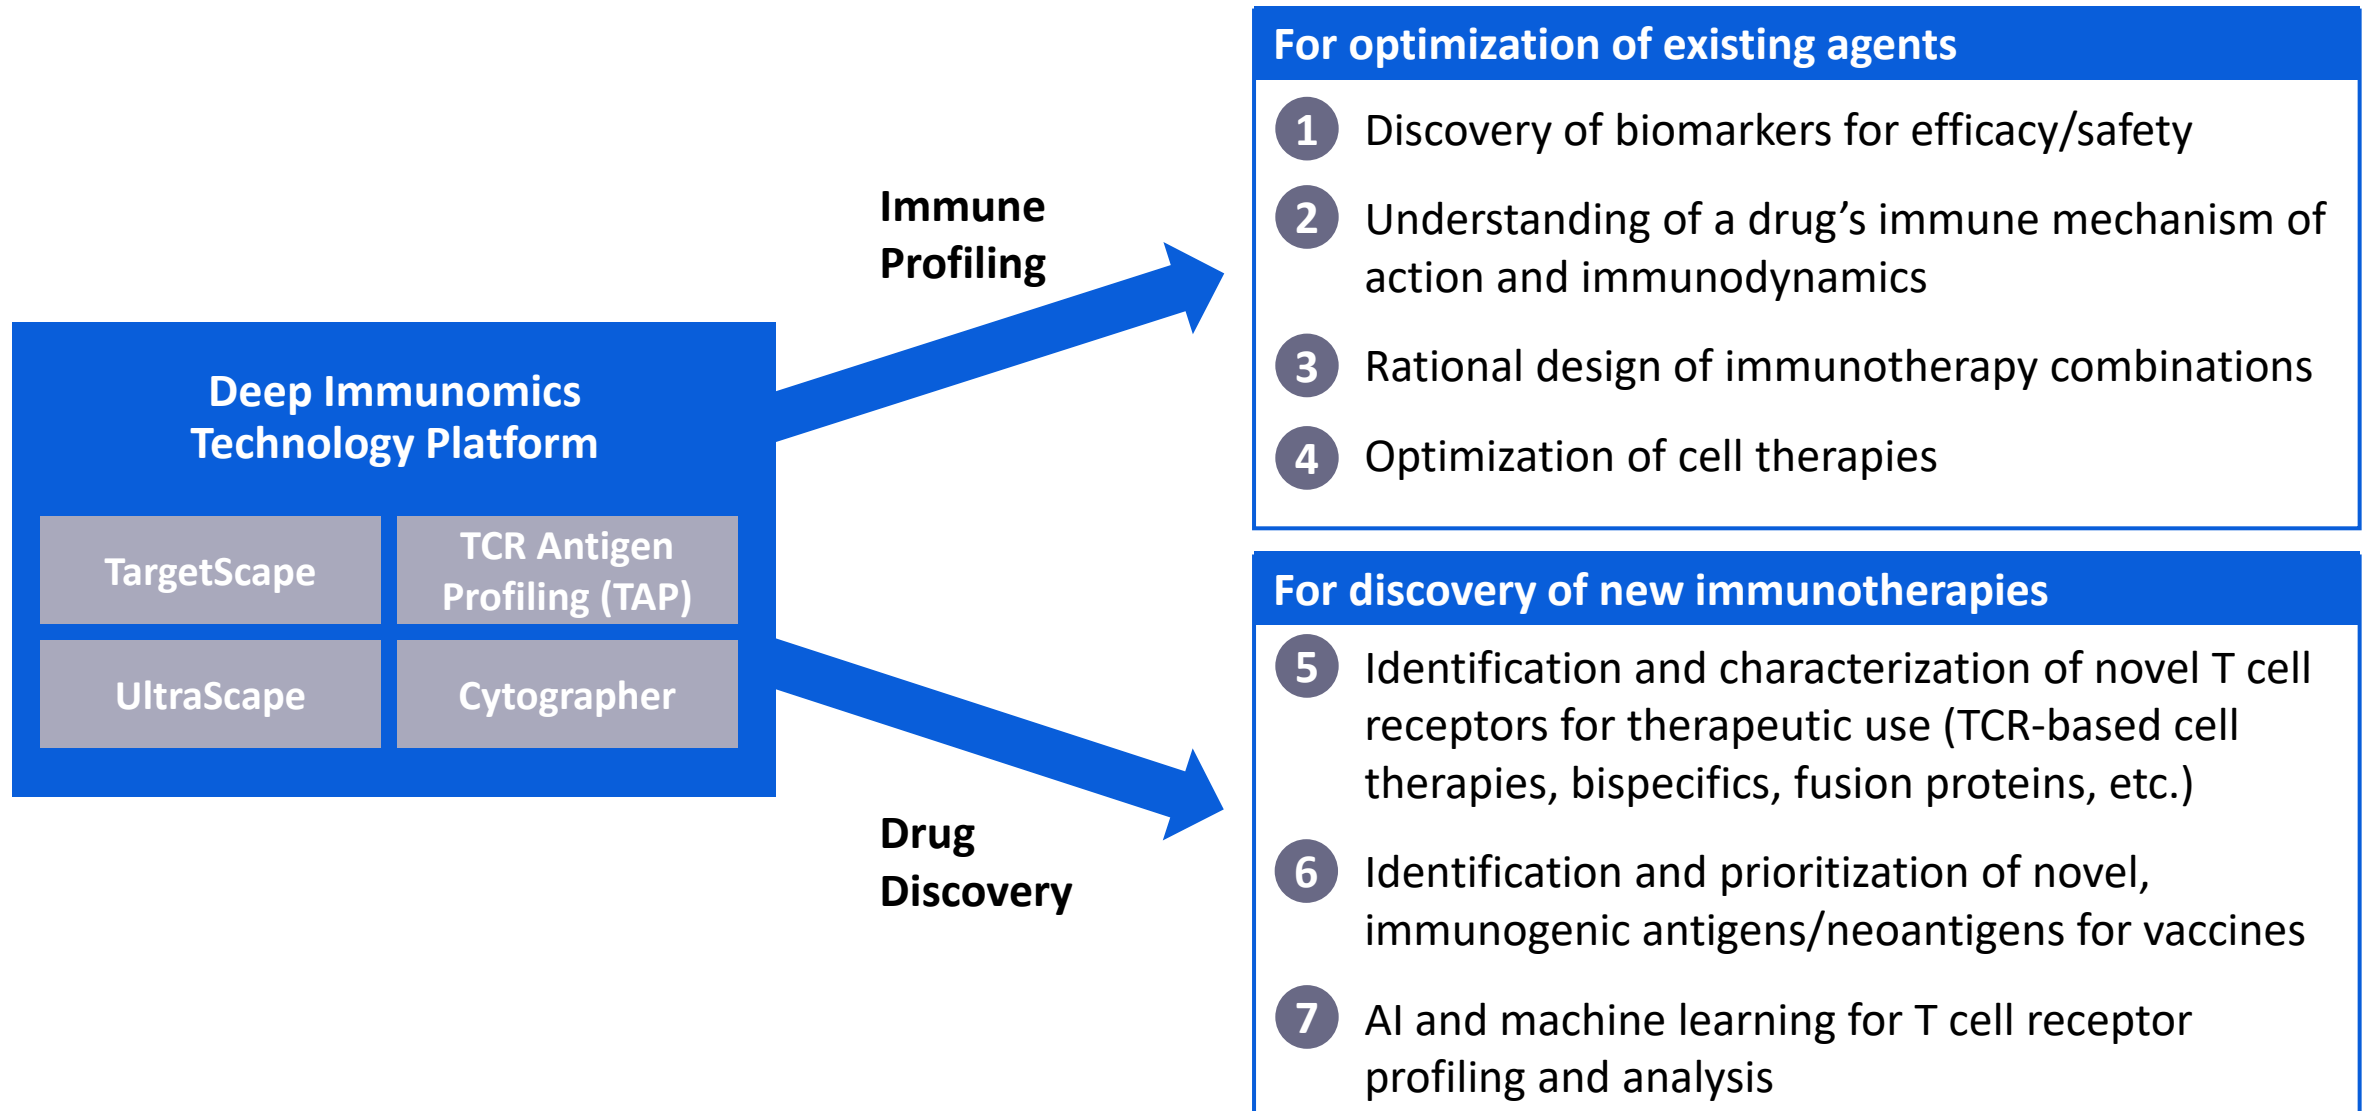 Deep Immunomics
Technology Platform
TargetScape
TCR Antigen
Profiling (TAP)
UltraScape
Cytographer
Immune
Profiling
Drug
Discovery
For optimization of existing agents
1 Discovery of biomarkers for efficacy/safety
2 Understanding of a drug’s immune mechanism of
action and immunodynamics
3 Rational design of immunotherapy combinations
4 Optimization of cell therapies
For discovery of new immunotherapies
5 Identification and characterization of novel T cell
receptors for therapeutic use (TCR-based cell
therapies, bispecifics, fusion proteins, etc.)
6 Identification and prioritization of novel,
immunogenic antigens/neoantigens for vaccines
7 AI and machine learning for T cell receptor
profiling and analysis